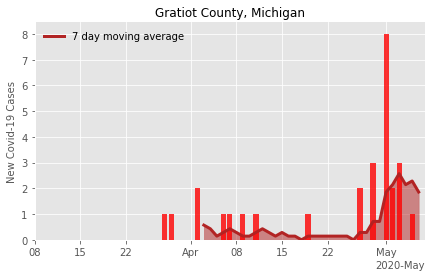 Gratiot County, Michigan
7 day moving average
New Covid-19 Cases
8
7
6
5
4
3
2
1
0
08 15 22 Apr 08 15 22 May
2020-May